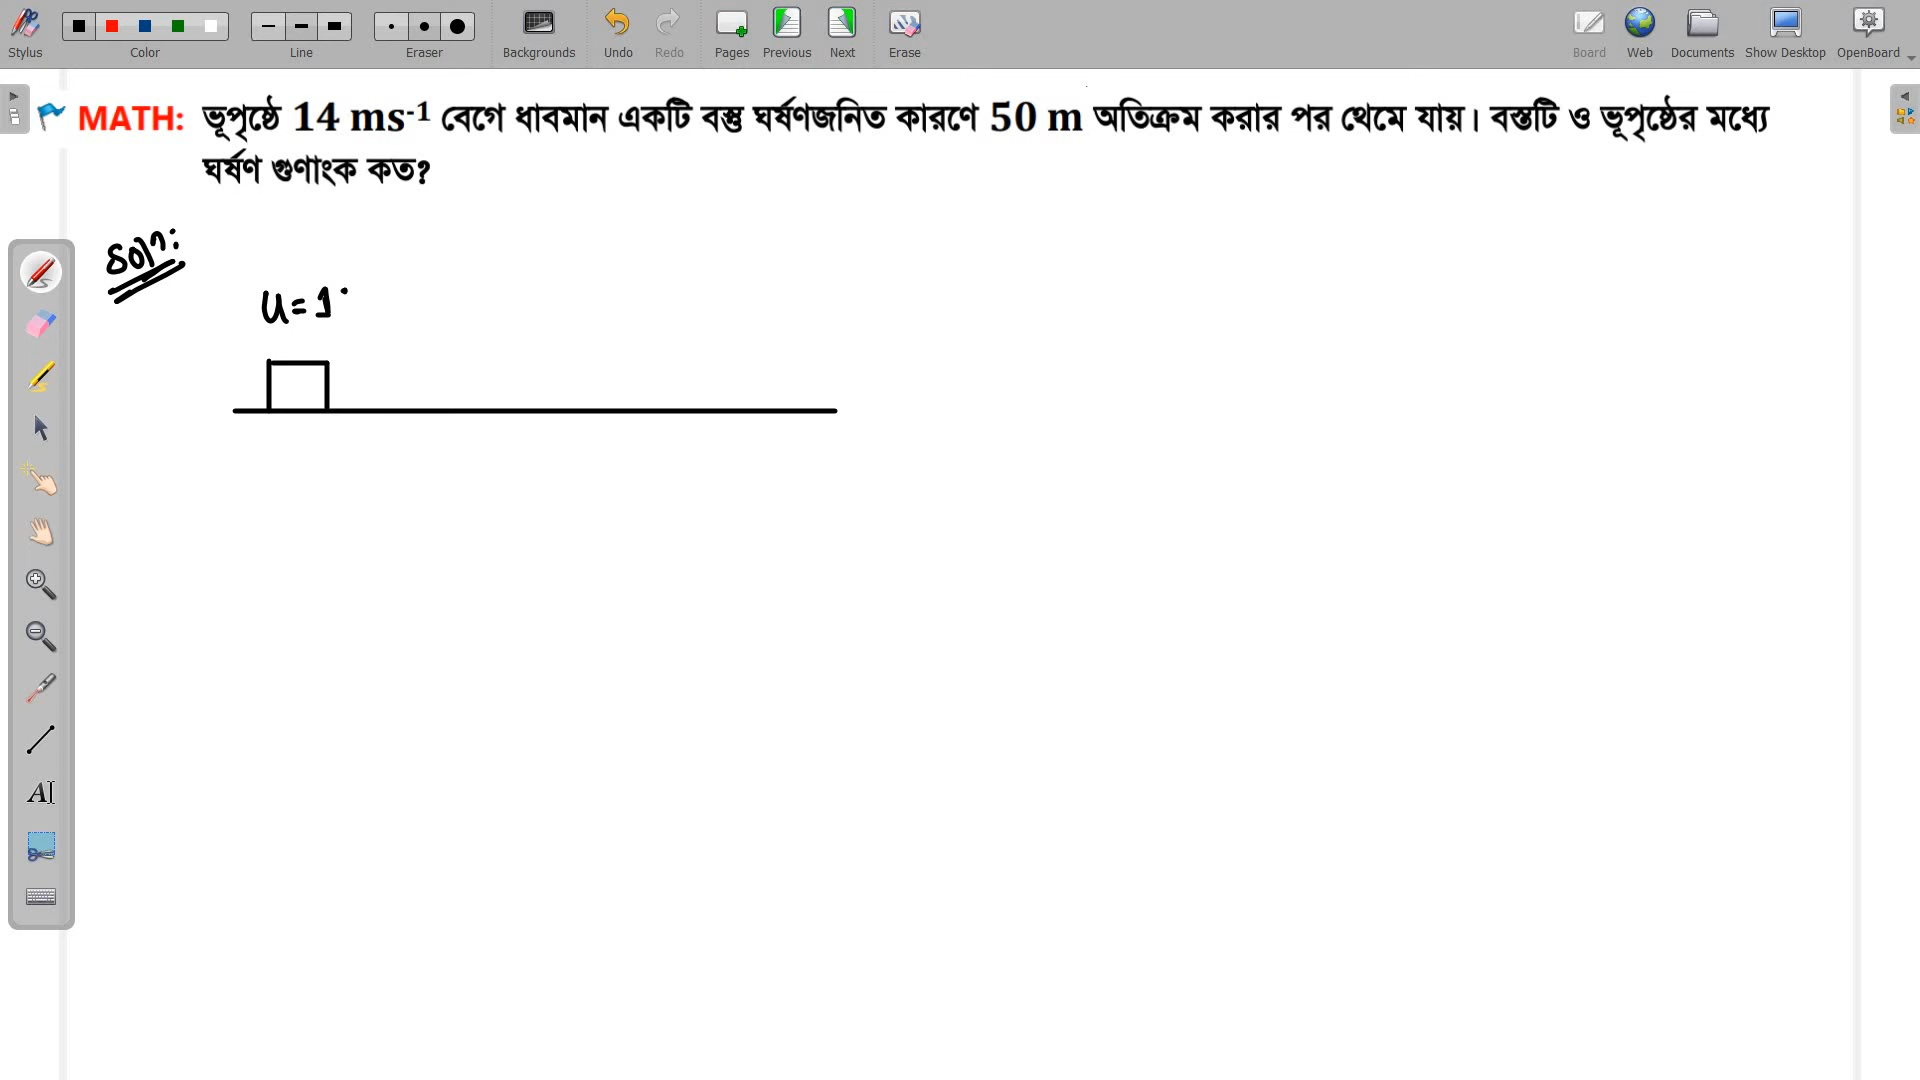 Stylus Color Line Eraser Backgrounds Undo Redo Pages Previous Next Erase Board Web Documents Show Desktop OpenBoard
MATH: ভূপৃষ্ঠে 14 ms⁻¹ বেগে ধাবমান একটি বস্তু ঘর্ষণজনিত কারণে 50 m অতিক্রম করার পর থেমে যায়। বস্তটি ও ভূপৃষ্ঠের মধ্যে
ঘর্ষণ গুণাংক কত?
Soln:
u=1